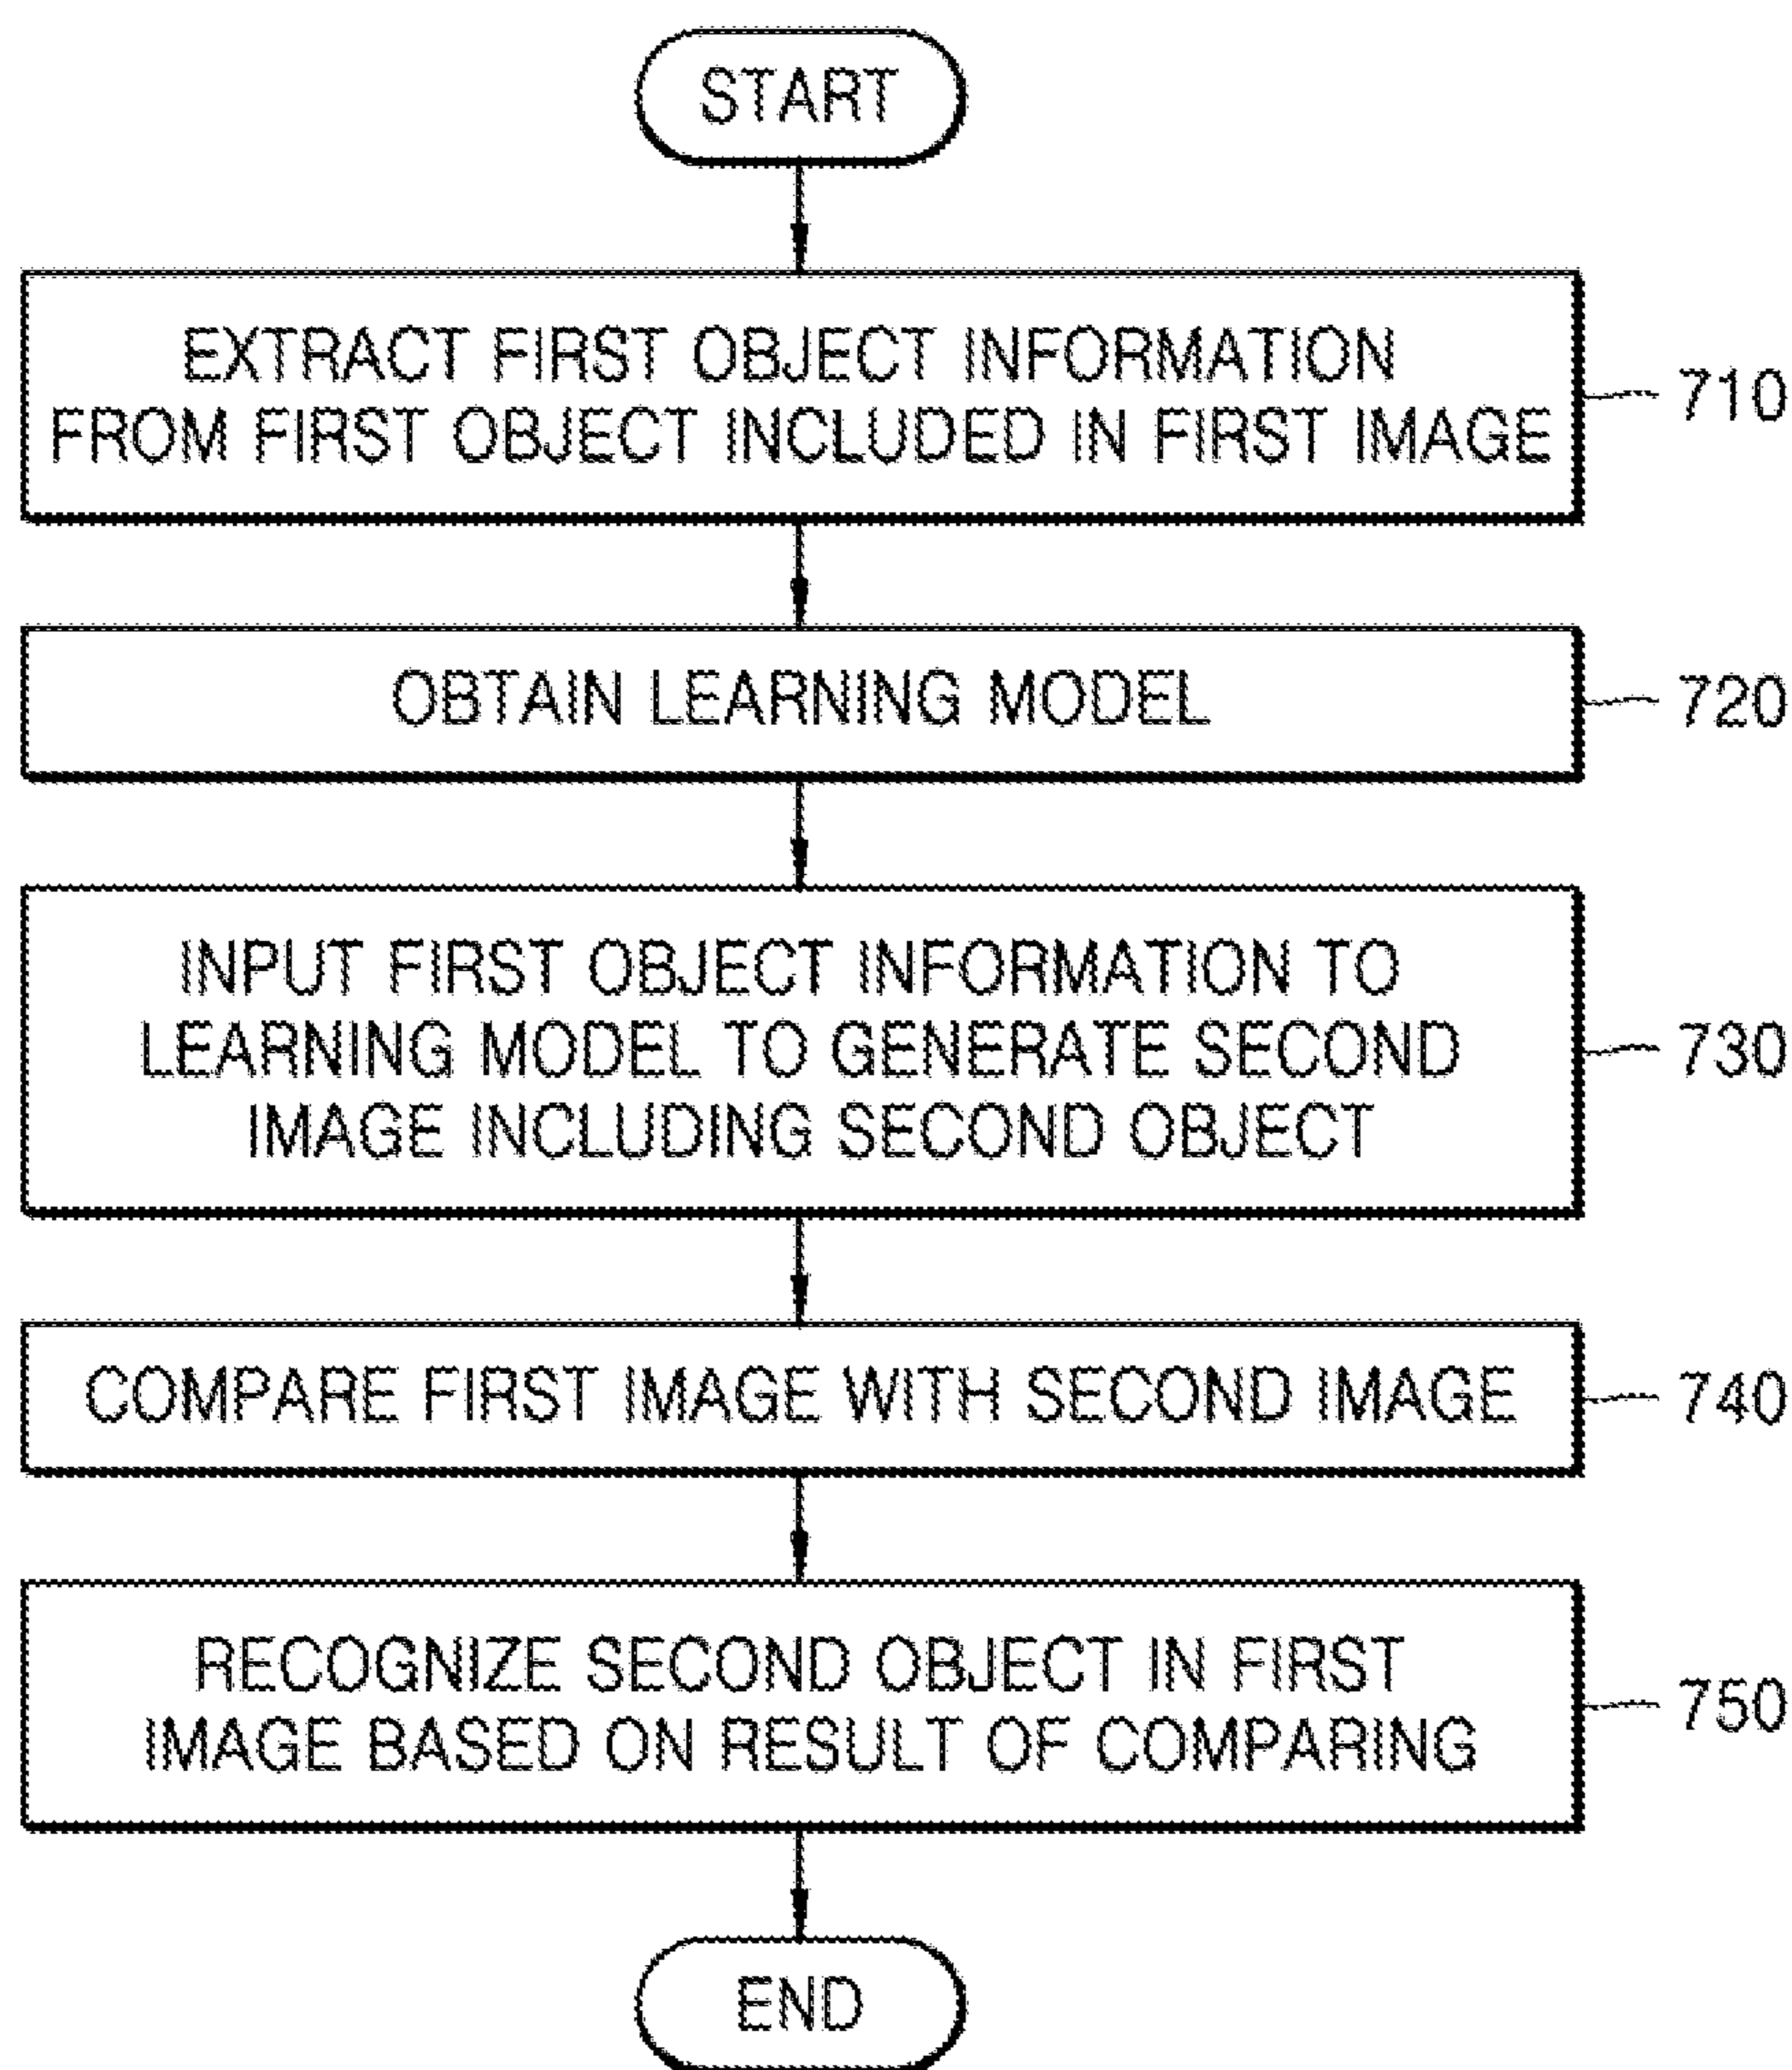 START
EXTRACT FIRST OBJECT INFORMATION
FROM FIRST OBJECT INCLUDED IN FIRST IMAGE
710
OBTAIN LEARNING MODEL
720
INPUT FIRST OBJECT INFORMATION TO
LEARNING MODEL TO GENERATE SECOND
IMAGE INCLUDING SECOND OBJECT
730
COMPARE FIRST IMAGE WITH SECOND IMAGE
740
RECOGNIZE SECOND OBJECT IN FIRST
IMAGE BASED ON RESULT OF COMPARING
750
END